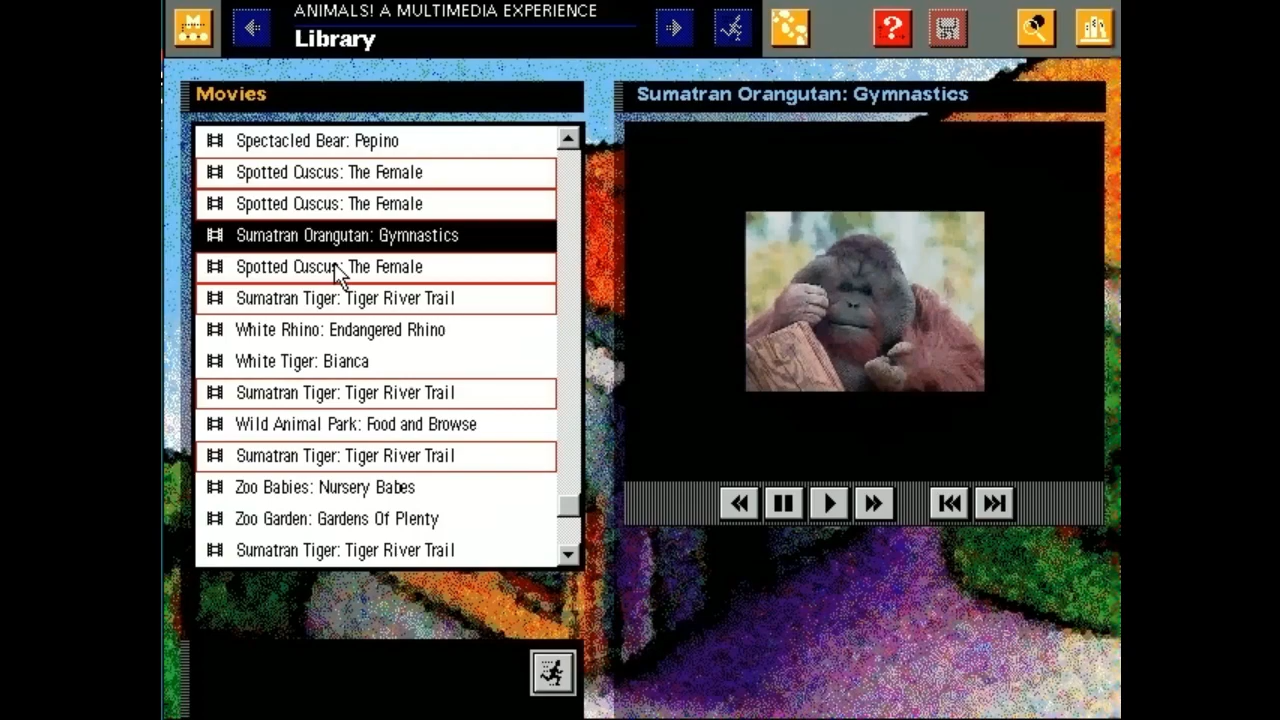 ANIMALS! A MULTIMEDIA EXPERIENCE
Library
?
Movies
Spectacled Bear: Pepino
Spotted Cuscus: The Female
Spotted Cuscus: The Female
Sumatran Orangutan: Gymnastics
Spotted Cuscus: The Female
Sumatran Tiger: Tiger River Trail
White Rhino: Endangered Rhino
White Tiger: Bianca
Sumatran Tiger: Tiger River Trail
Wild Animal Park: Food and Browse
Sumatran Tiger: Tiger River Trail
Zoo Babies: Nursery Babes
Zoo Garden: Gardens Of Plenty
Sumatran Tiger: Tiger River Trail
Sumatran Orangutan: Gymnastics